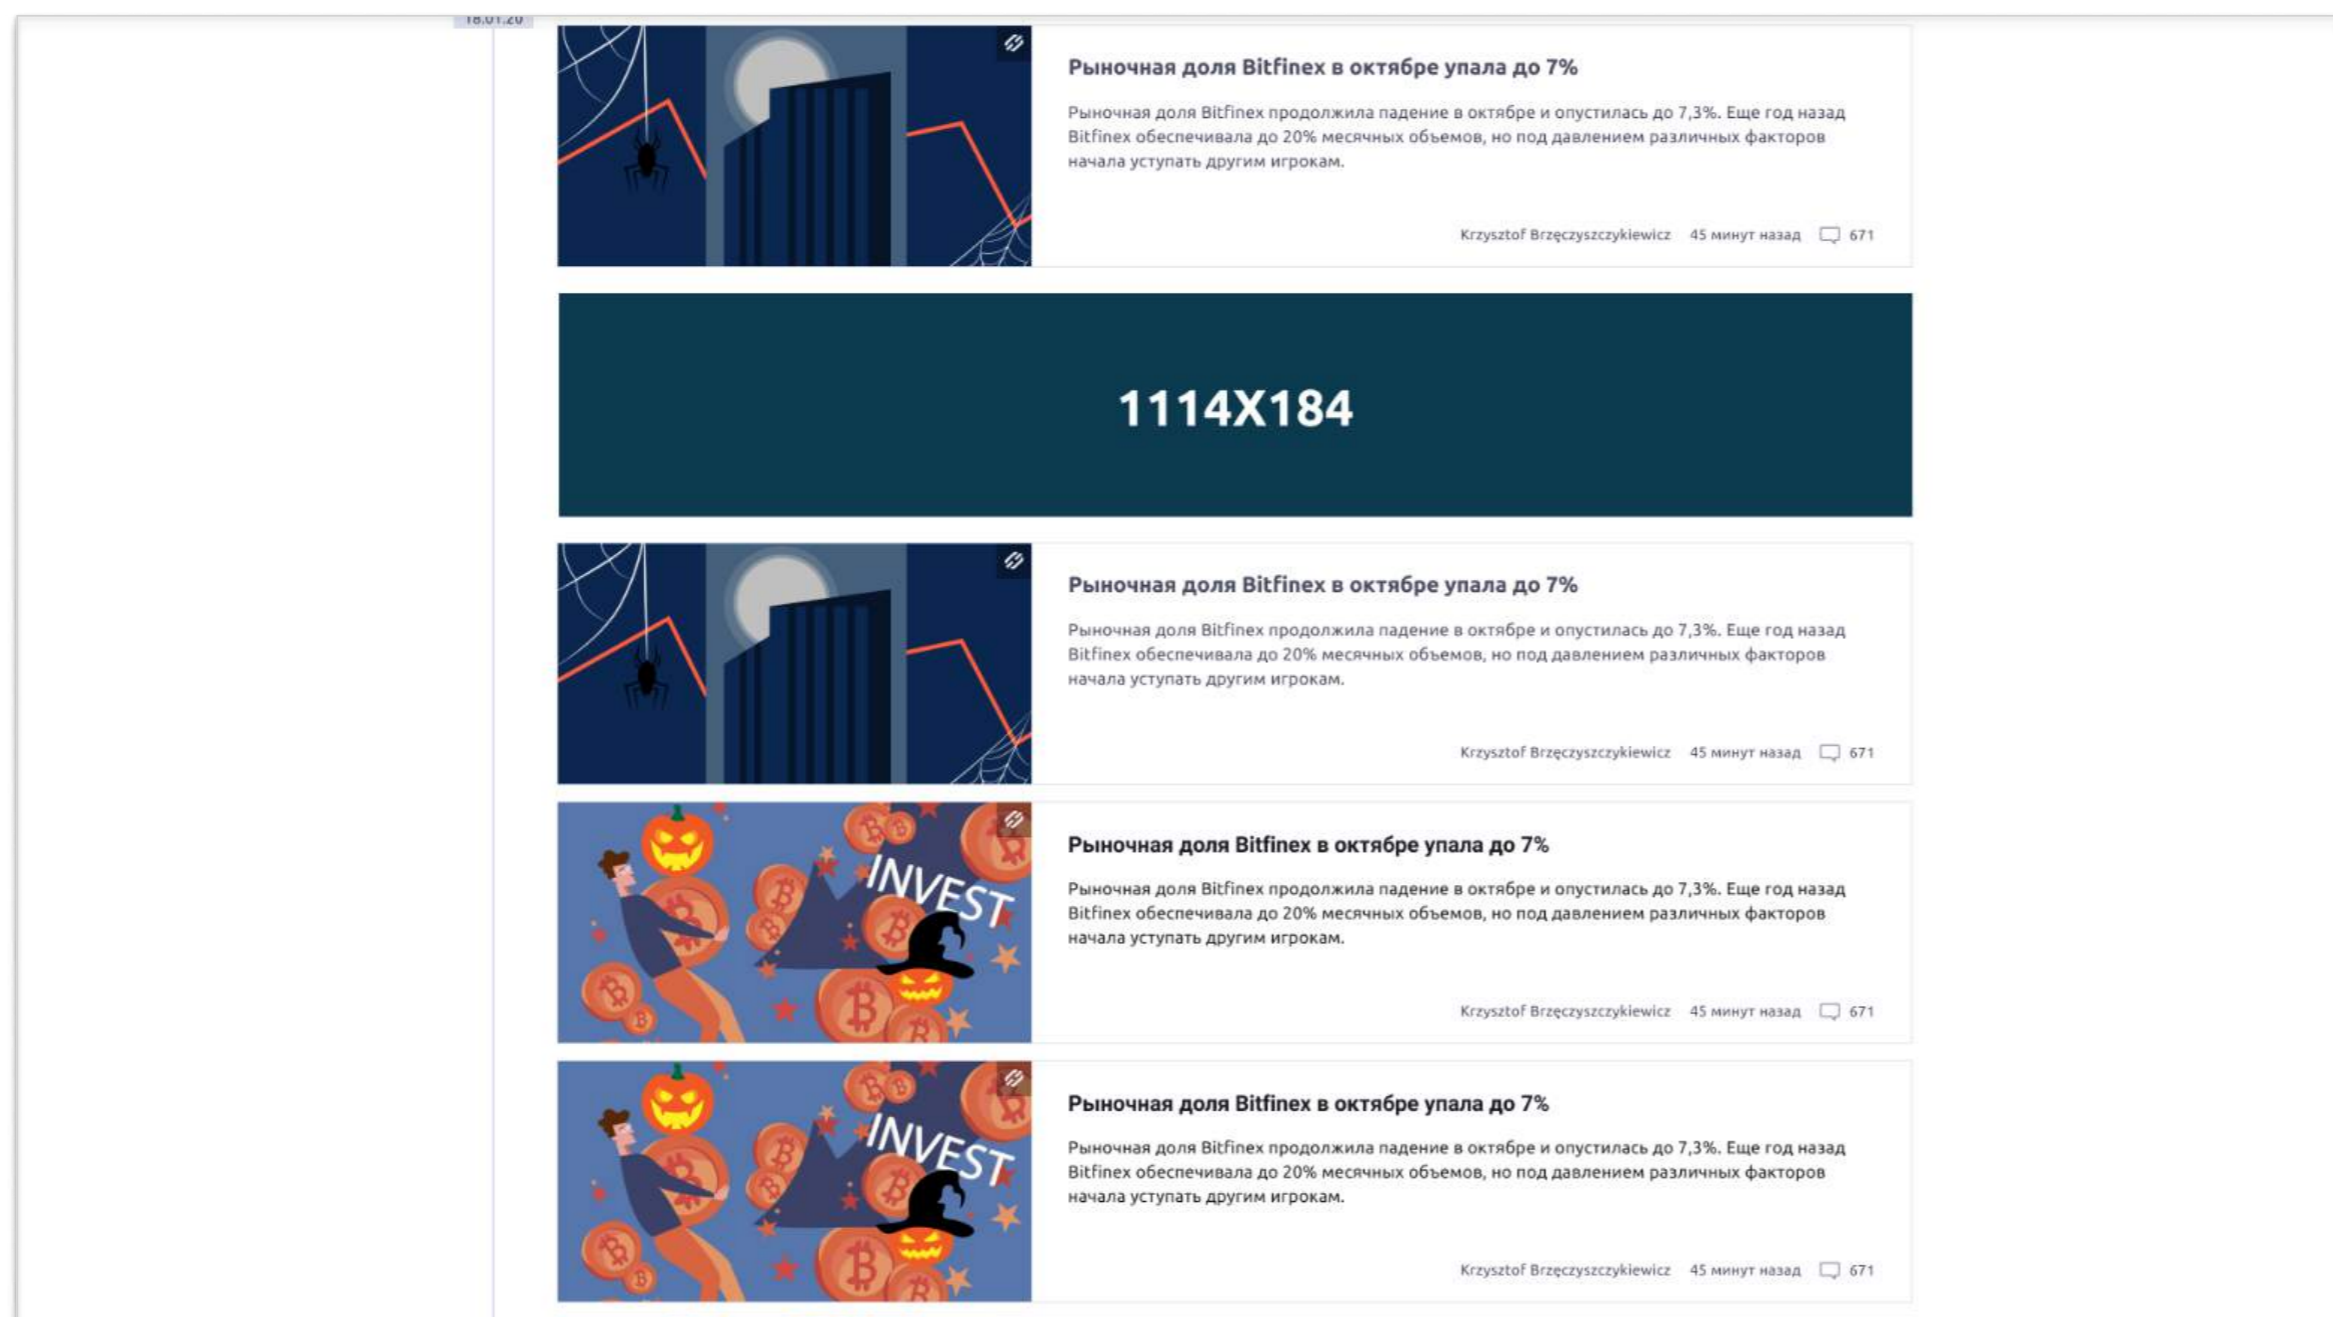 18.01.20
Рыночная доля Bitfinex в октябре упала до 7%
Рыночная доля Bitfinex продолжила падение в октябре и опустилась до 7,3%. Еще год назад
Bitfinex обеспечивала до 20% месячных объемов, но под давлением различных факторов
начала уступать другим игрокам.
Krzysztof Brzęczyszczykiewicz 45 минут назад 671
1114X184
Рыночная доля Bitfinex в октябре упала до 7%
Рыночная доля Bitfinex продолжила падение в октябре и опустилась до 7,3%. Еще год назад
Bitfinex обеспечивала до 20% месячных объемов, но под давлением различных факторов
начала уступать другим игрокам.
Krzysztof Brzęczyszczykiewicz 45 минут назад 671
INVEST
Рыночная доля Bitfinex в октябре упала до 7%
Рыночная доля Bitfinex продолжила падение в октябре и опустилась до 7,3%. Еще год назад
Bitfinex обеспечивала до 20% месячных объемов, но под давлением различных факторов
начала уступать другим игрокам.
Krzysztof Brzęczyszczykiewicz 45 минут назад 671
INVEST
Рыночная доля Bitfinex в октябре упала до 7%
Рыночная доля Bitfinex продолжила падение в октябре и опустилась до 7,3%. Еще год назад
Bitfinex обеспечивала до 20% месячных объемов, но под давлением различных факторов
начала уступать другим игрокам.
Krzysztof Brzęczyszczykiewicz 45 минут назад 671